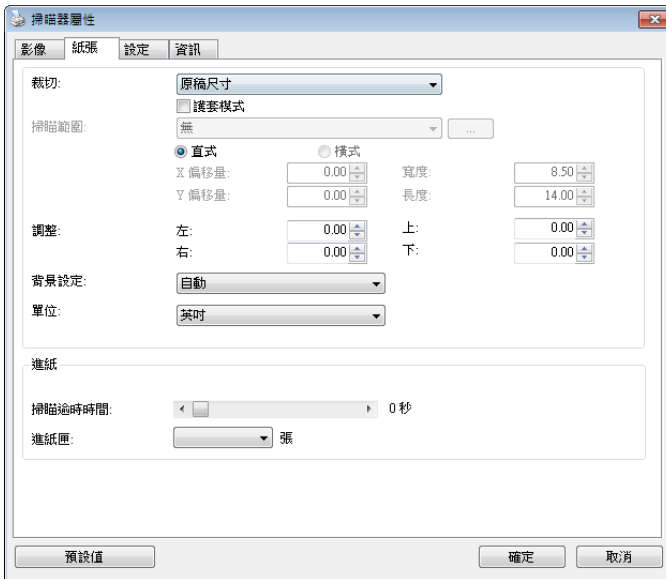 掃瞄器屬性
影像 紙張 設定 資訊
裁切: 原稿尺寸
護套模式
掃瞄範圍: 無 ...
直式 橫式
X 偏移量: 0.00 寬度: 8.50
Y 偏移量: 0.00 長度: 14.00
調整: 左: 0.00 上: 0.00
右: 0.00 下: 0.00
背景設定: 自動
單位: 英吋
進紙
掃瞄逾時時間: 0 秒
進紙匣: 張
預設值 確定 取消